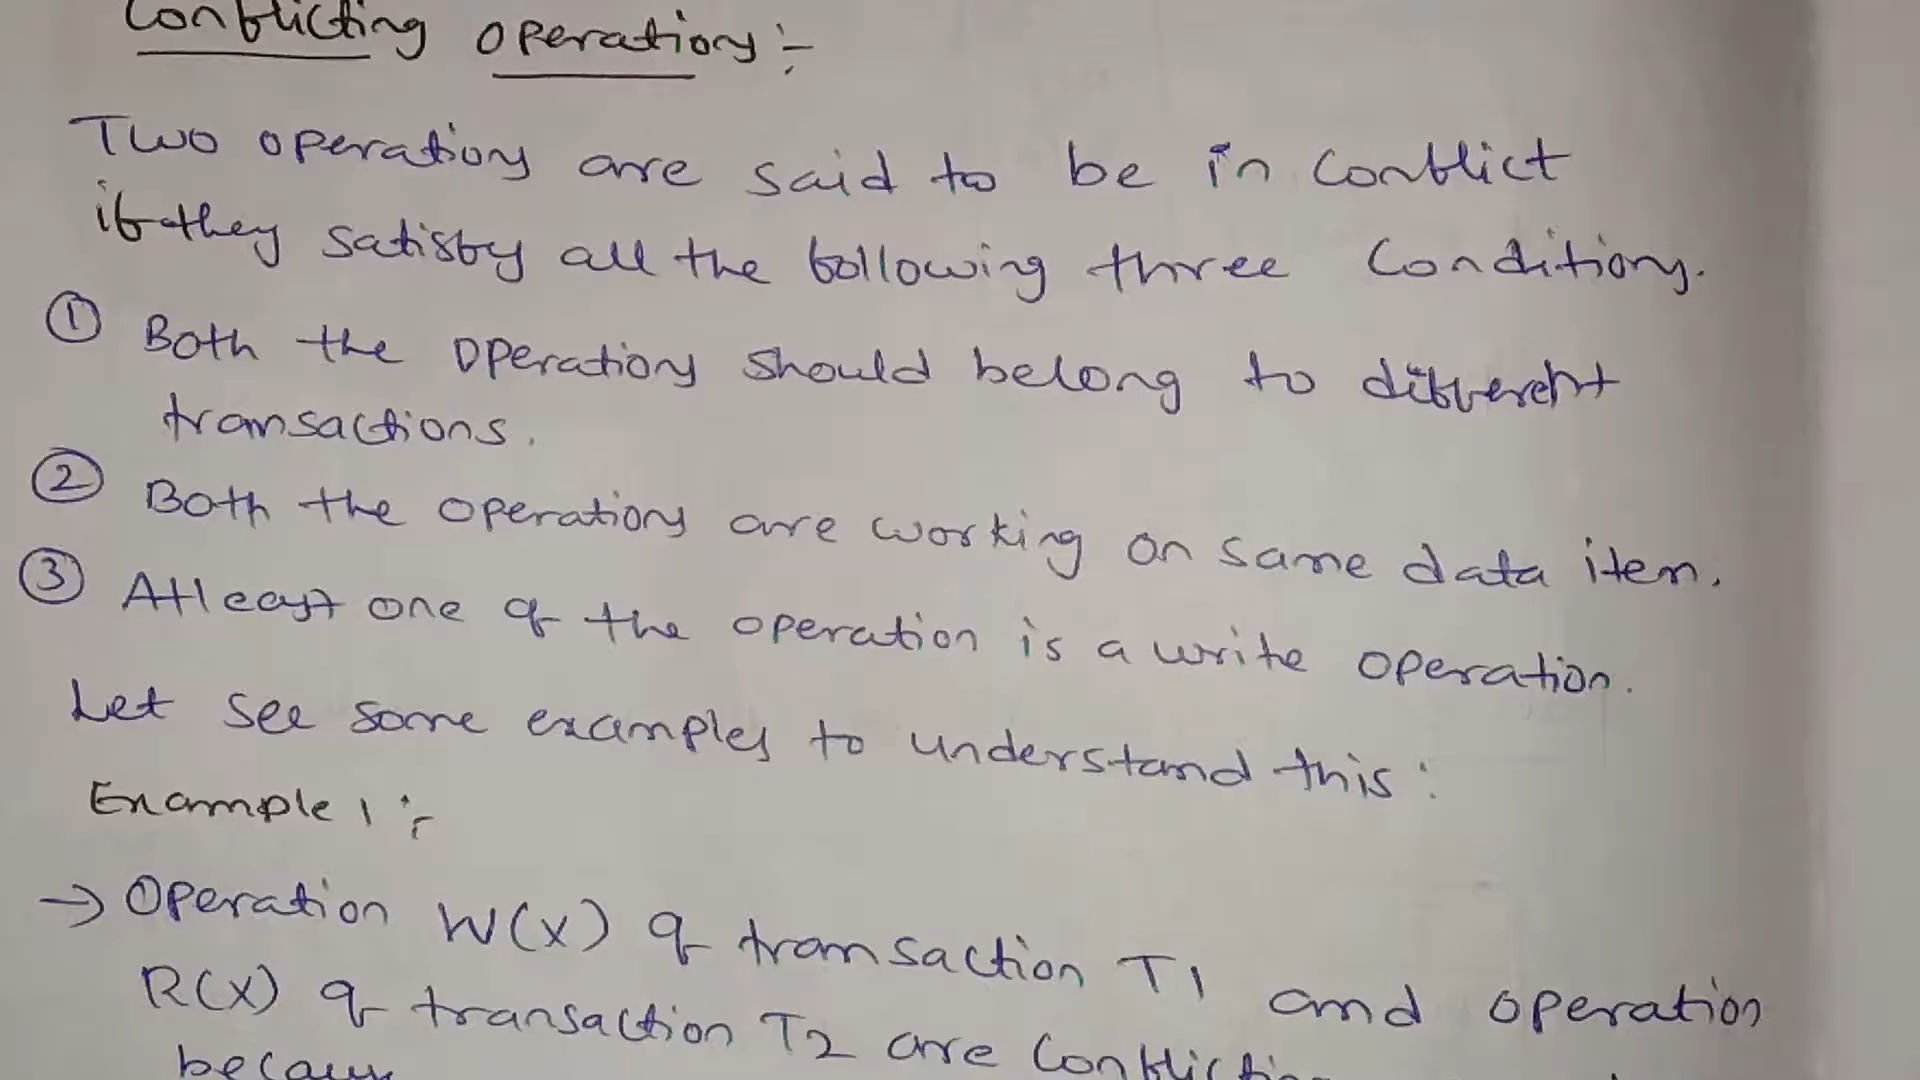 Conflicting operations:-
Two operations are said to be in conflict
if they satisfy all the following three conditions.
① Both the operations should belong to different
transactions.
② Both the operations are working on same data item.
③ Atleast one of the operation is a write operation.
Let see some examples to understand this:
Example 1:-
→ Operation W(X) of transaction T1 and operation
R(X) of transaction T2 are